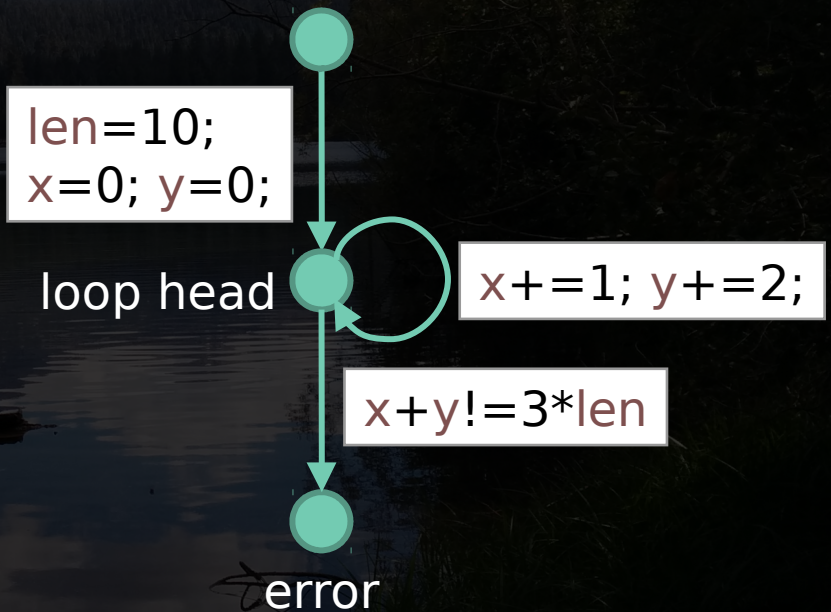 len=10;
x=0; y=0;
loop head
x+=1; y+=2;
x+y!=3*len
error